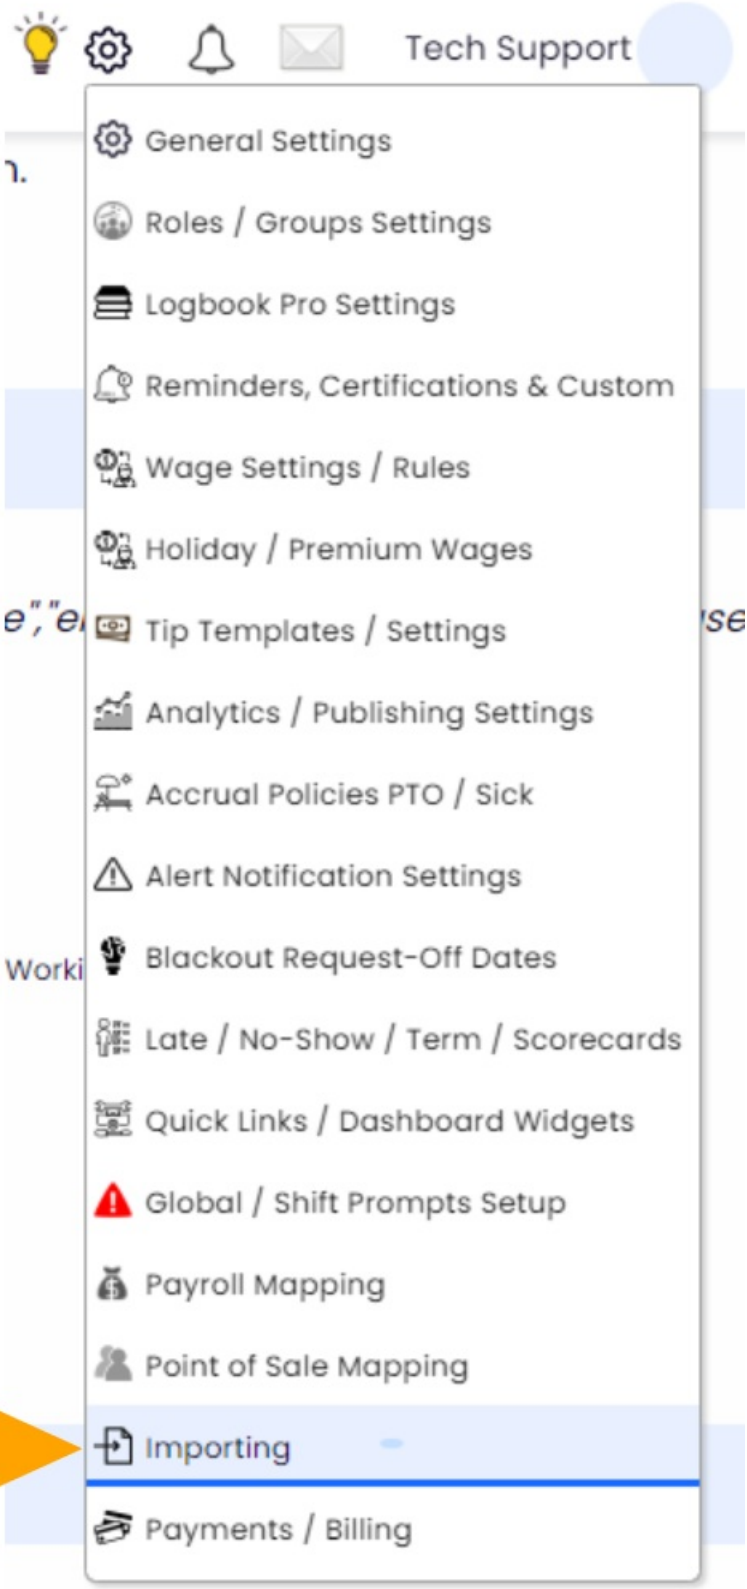 Tech Support
General Settings
n.
Roles / Groups Settings
Logbook Pro Settings
Reminders, Certifications & Custom
Wage Settings / Rules
Holiday / Premium Wages
e","e
Tip Templates / Settings
se
Analytics / Publishing Settings
Accrual Policies PTO / Sick
Alert Notification Settings
Blackout Request-Off Dates
Worki
Late / No-Show / Term / Scorecards
Quick Links / Dashboard Widgets
Global / Shift Prompts Setup
Payroll Mapping
Point of Sale Mapping
Importing
Payments / Billing